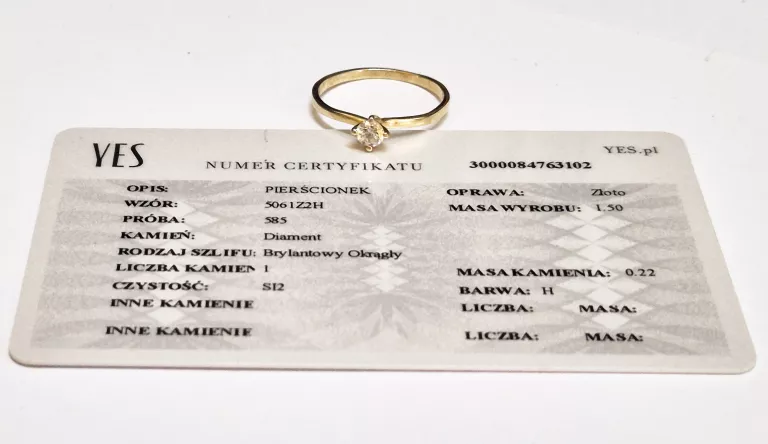 YES
YES.pl
NUMER CERTYFIKATU 3000084763102
OPIS: PIERŚCIONEK OPRAWA: Złoto
WZÓR: 5061Z2H MASA WYROBU: 1.50
PRÓBA: 585
KAMIEŃ: Diament
RODZAJ SZLIFU: Brylantowy Okrągły
LICZBA KAMIEN 1 MASA KAMIENIA: 0.22
CZYSTOŚĆ: SI2 BARWA: H
INNE KAMIENIE LICZBA: MASA:
INNE KAMIENIE LICZBA: MASA: